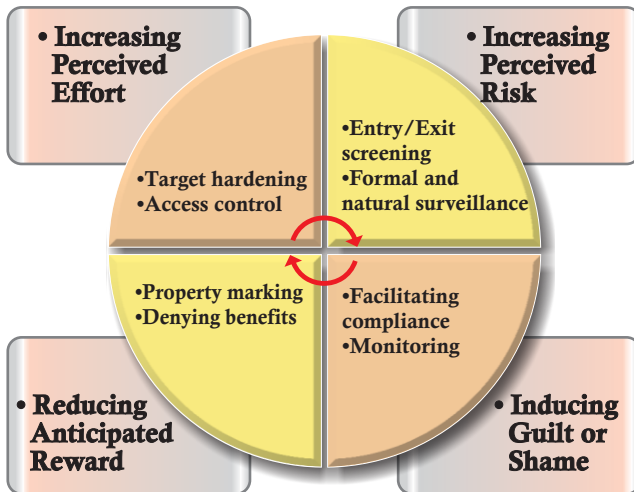 • Increasing
Perceived
Effort
• Increasing
Perceived
Risk
•Target hardening
•Access control
•Entry/Exit
screening
•Formal and
natural surveillance
•Property marking
•Denying benefits
•Facilitating
compliance
•Monitoring
• Reducing
Anticipated
Reward
• Inducing
Guilt or
Shame